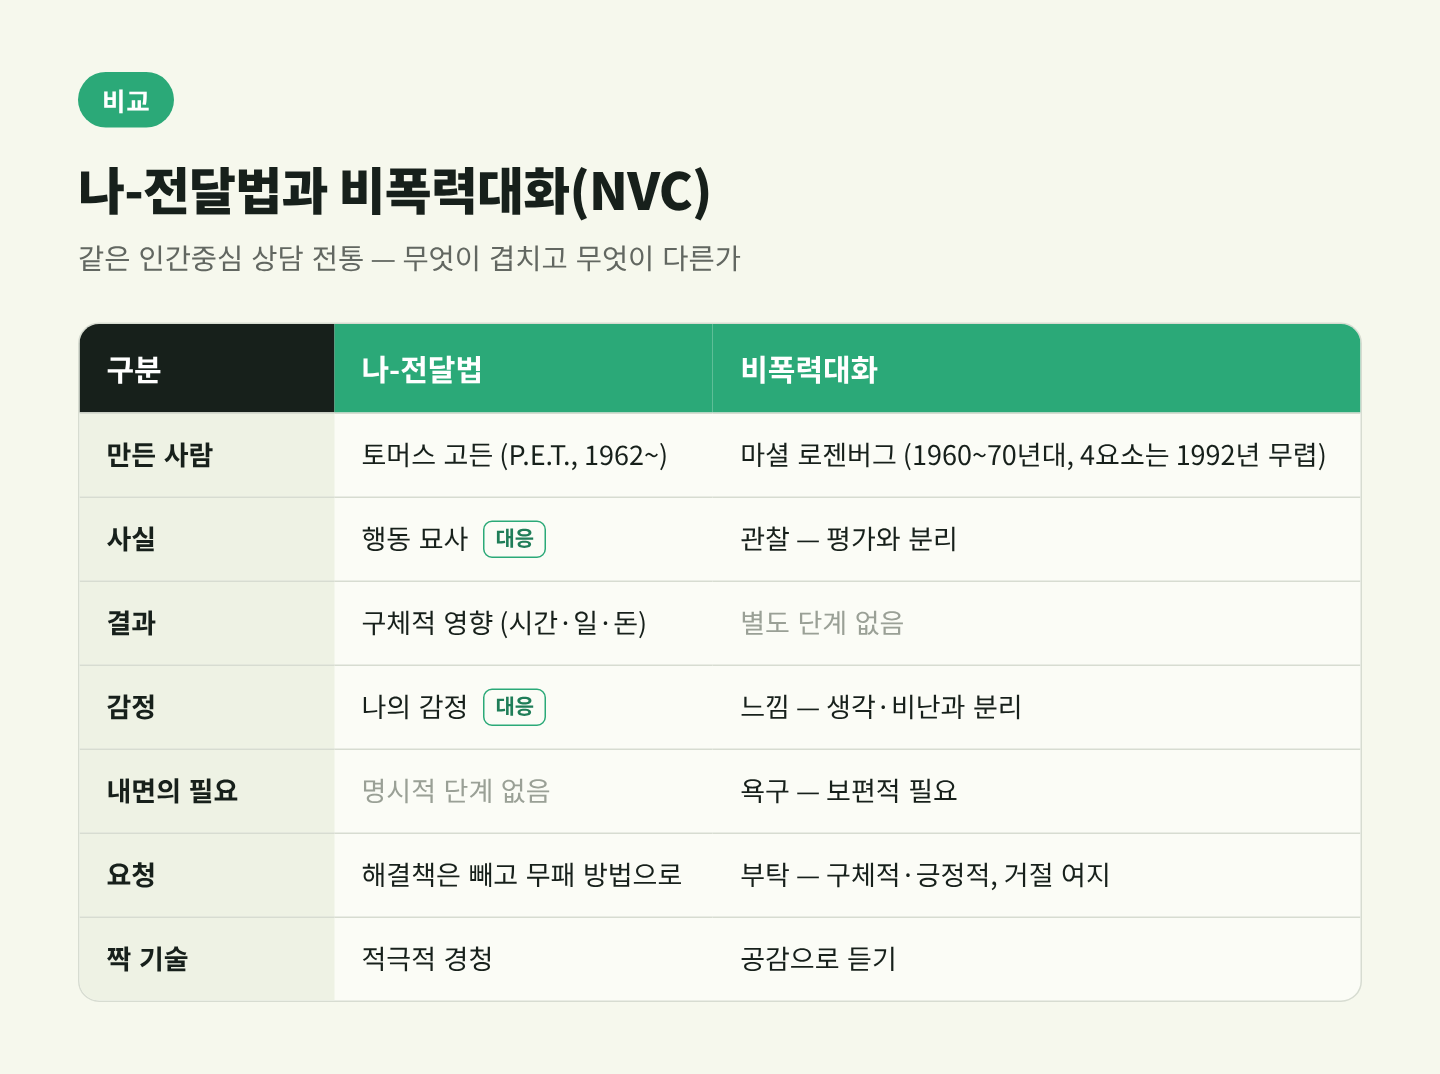 비교
나-전달법과 비폭력대화(NVC)
같은 인간중심 상담 전통 — 무엇이 겹치고 무엇이 다른가
구분 나-전달법 비폭력대화
만든 사람 토머스 고든 (P.E.T., 1962~) 마셜 로젠버그 (1960~70년대, 4요소는 1992년 무렵)
사실 행동 묘사 대응 관찰 — 평가와 분리
결과 구체적 영향 (시간·일·돈) 별도 단계 없음
감정 나의 감정 대응 느낌 — 생각·비난과 분리
내면의 필요 명시적 단계 없음 욕구 — 보편적 필요
요청 해결책은 빼고 무패 방법으로 부탁 — 구체적·긍정적, 거절 여지
짝 기술 적극적 경청 공감으로 듣기